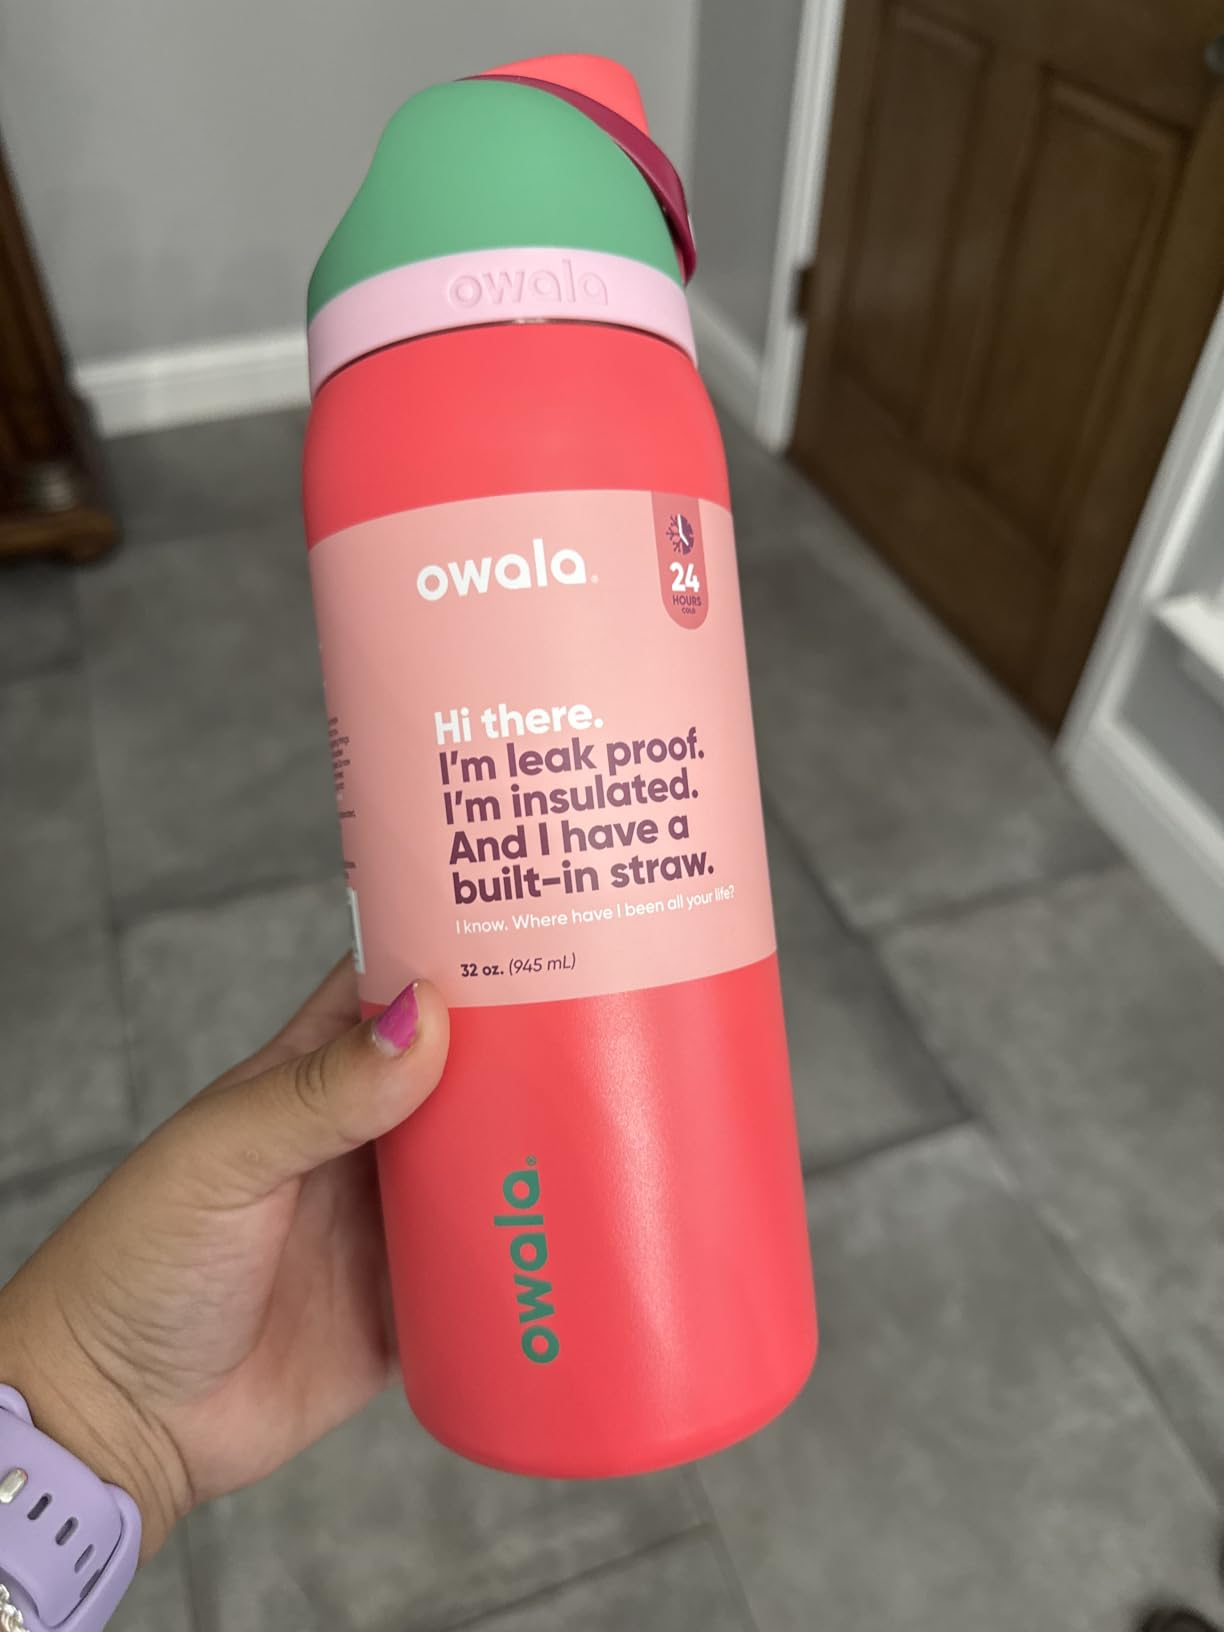 owala
owala®
24
HOURS
COLD
Hi there.
I'm leak proof.
I'm insulated.
And I have a
built-in straw.
I know. Where have I been all your life?
32 oz. (945 mL)
owala®